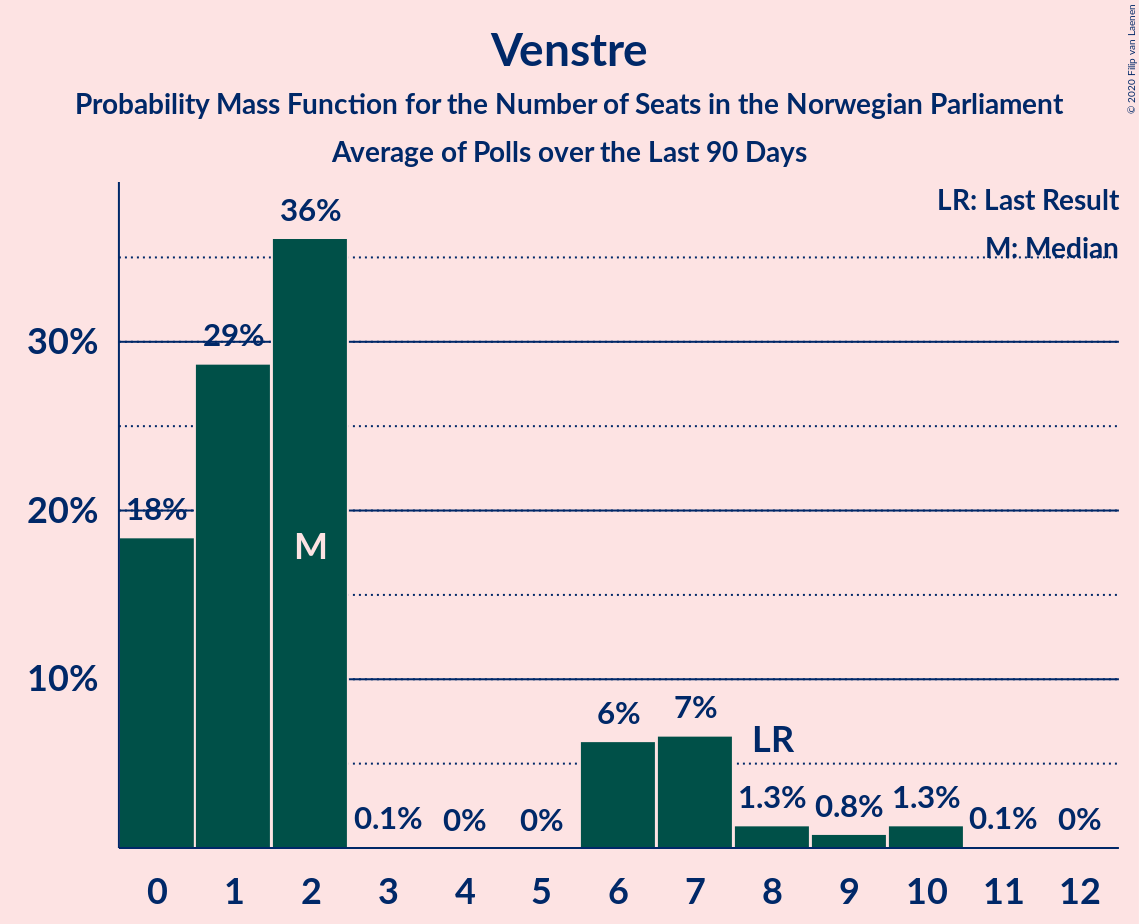 Venstre
Probability Mass Function for the Number of Seats in the Norwegian Parliament
Average of Polls over the Last 90 Days
© 2020 Filip van Laenen
LR: Last Result
M: Median
36%
29%
30%
18%
20%
M
10%
6%
7%
LR
0.1%
0%
0%
1.3%
0.8%
1.3%
0.1%
0%
0 1 2 3 4 5 6 7 8 9 10 11 12